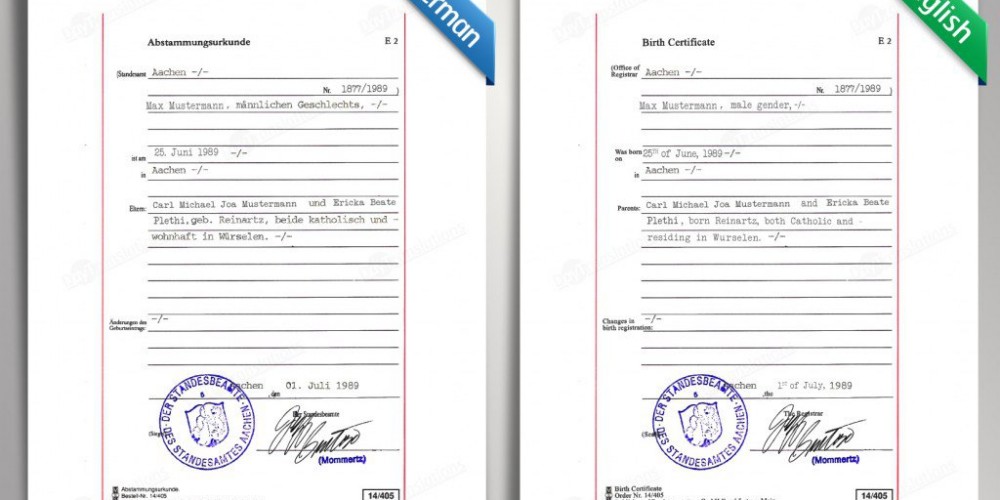 German
Abstammungsurkunde E 2
(Standesamt Aachen -/-
Nr. 1877/1989 )
Max Mustermann, männlichen Geschlechts, -/-
ist am 25. Juni 1989 -/-
in Aachen -/-
Eltern: Carl Michael Joa Mustermann und Ericka Beate
Plethi,geb. Reinartz, beide katholisch und -
wohnhaft in Würselen. -/-
Änderungen des -/-
Geburtseintrags:
Aachen , den 01. Juli 1989
DER STANDESBEAMTE
DES STANDESAMTES AACHEN
6
(Siegel)
Der Standesbeamte
(Mommertz)
Abstammungsurkunde
Bestell-Nr. 14/405
14/405
English
Birth Certificate E 2
(Office of
Registrar Aachen -/-
Nr. 1877/1989 )
Max Mustermann, male gender,-/-
Was born 25TH of June, 1989-/-
on
in Aachen -/-
Parents: Carl Michael Joa Mustermann and Ericka Beate
Plethi, born Reinartz, both Catholic and -
residing in Wurselen. -/-
Changes in -/-
birth registration:
Aachen ,the 1st of July, 1989
DER STANDESBEAMTE
DES STANDESAMTES AACHEN
6
The Registrar
(Mommertz)
Birth Certificate
Order Nr. 14/405
14/405